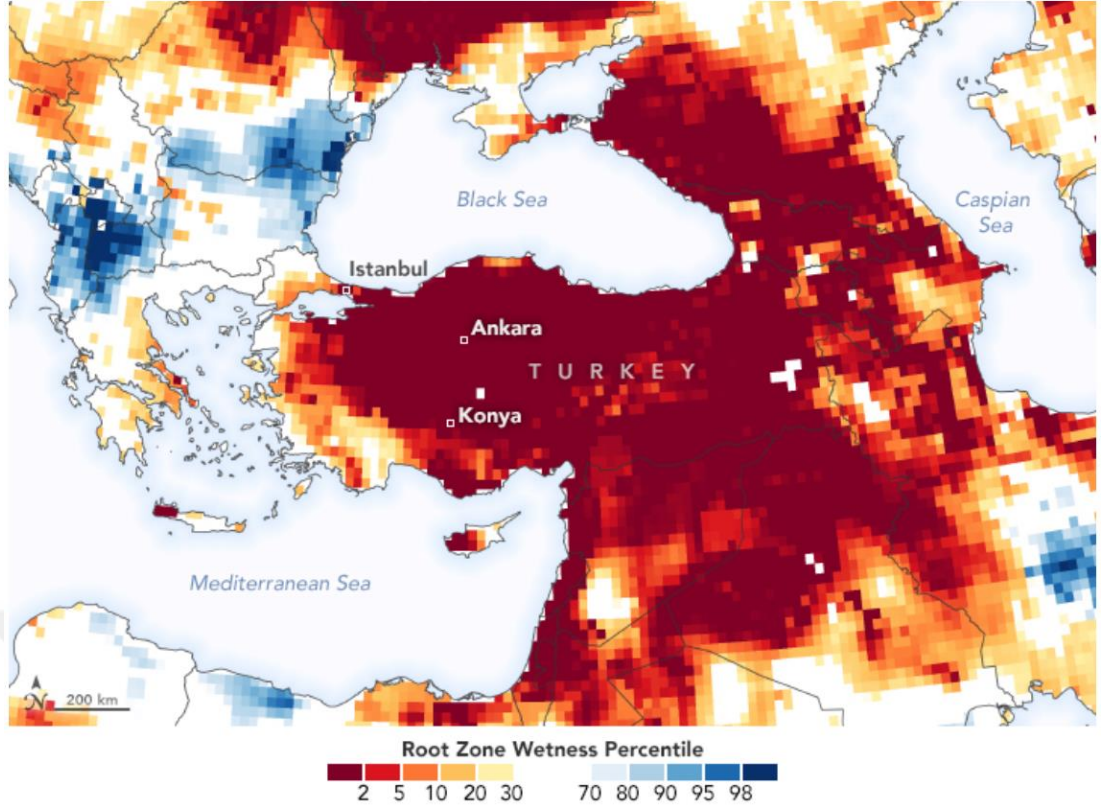 Black Sea
Caspian
Sea
Istanbul
Ankara
TURKEY
Konya
Mediterranean Sea
N
200 km
Root Zone Wetness Percentile
2 5 10 20 30 70 80 90 95 98